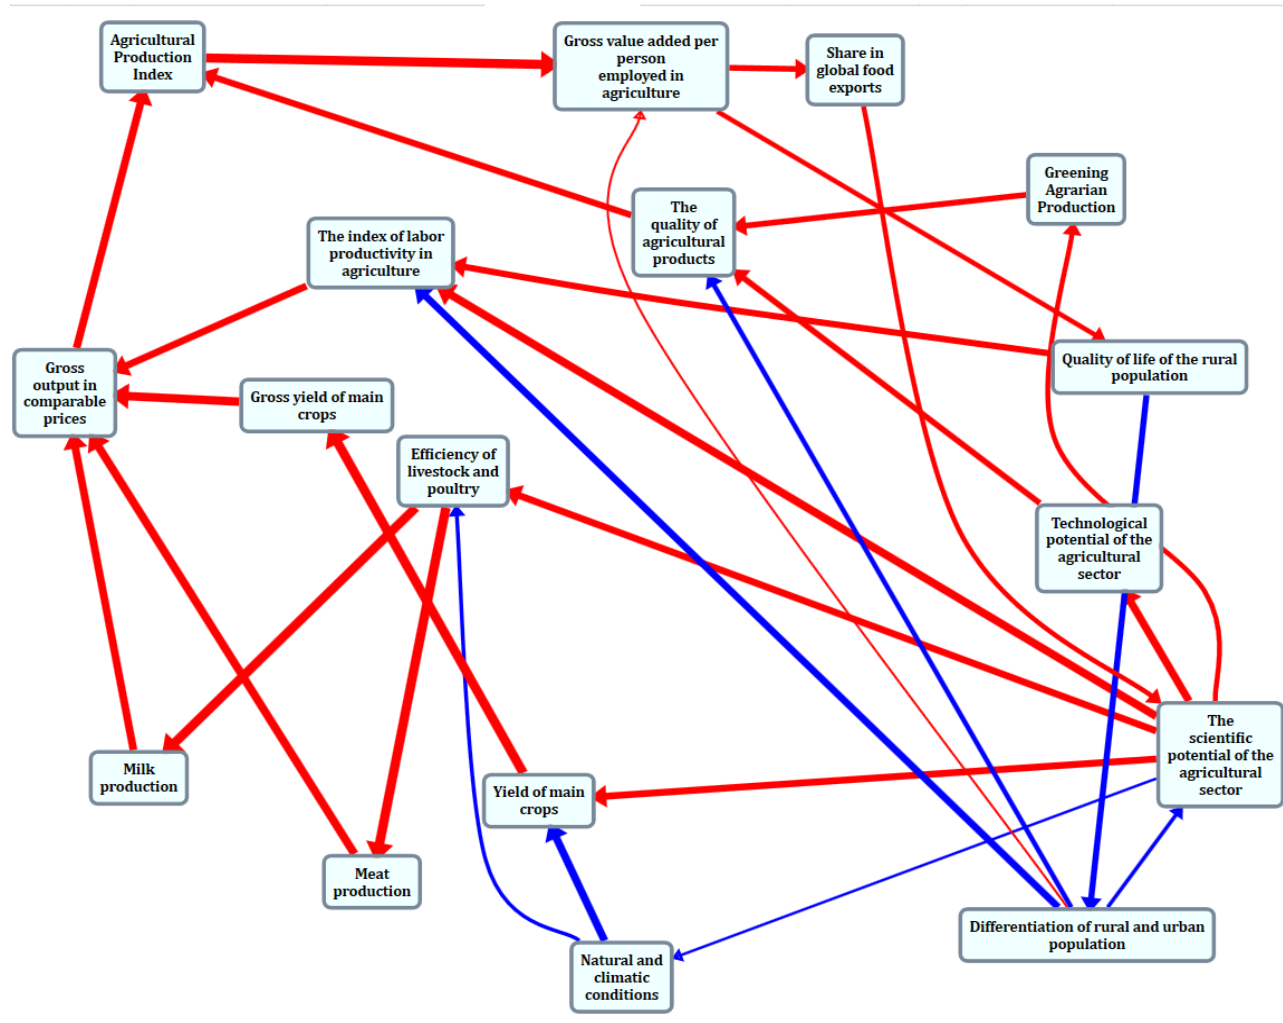 Agricultural
Production
Index
Gross value added per
person
employed in
agriculture
Share in
global food
exports
Greening
Agrarian
Production
The
quality of
agricultural
products
The index of labor
productivity in
agriculture
Quality of life of the rural
population
Gross
output in
comparable
prices
Gross yield of main
crops
Efficiency of
livestock and
poultry
Technological
potential of the
agricultural
sector
The
scientific
potential of the
agricultural
sector
Milk
production
Yield of main
crops
Meat
production
Differentiation of rural and urban
population
Natural and
climatic
conditions